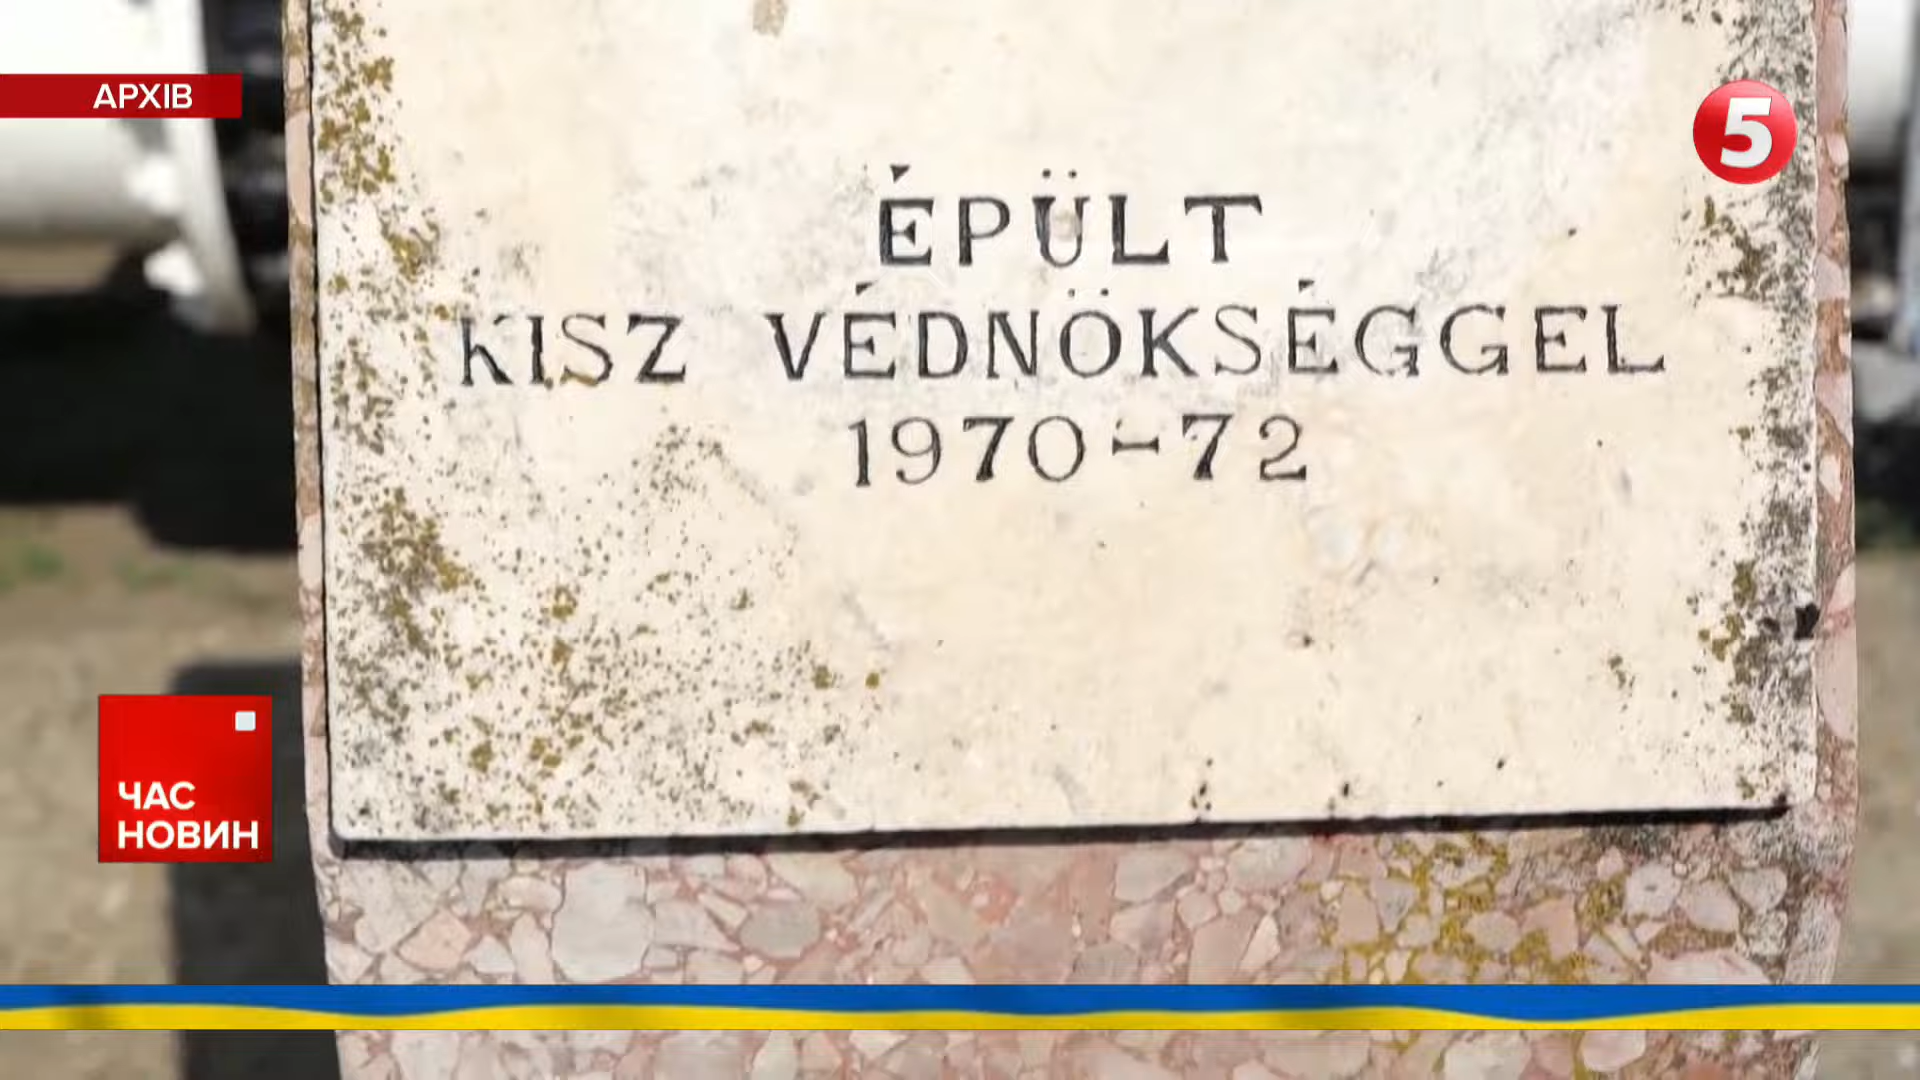 АРХІВ
5
ÉPÜLT
KISZ VÉDNÖKSÉGGEL
1970-72
ЧАС
НОВИН